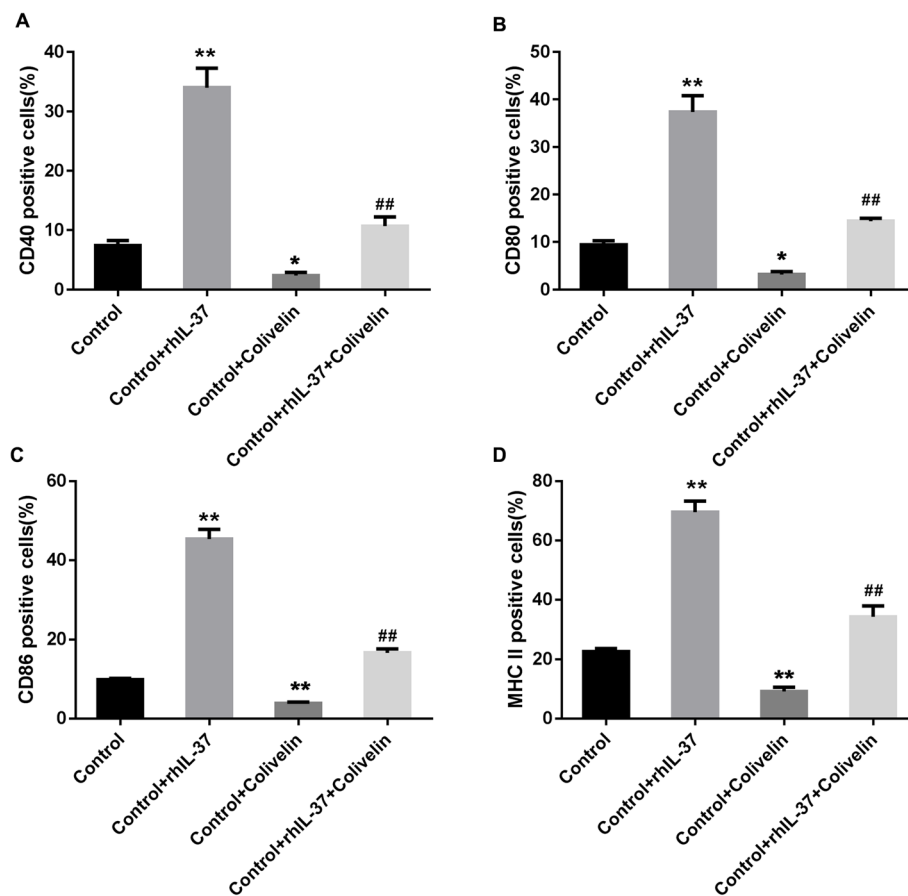 A
CD40 positive cells(%)
40
30
20
10
0
**
*
##
Control
Control+rhIL-37
Control+Colivelin
Control+rhIL-37+Colivelin
B
CD80 positive cells(%)
50
40
30
20
10
0
**
*
##
Control
Control+rhIL-37
Control+Colivelin
Control+rhIL-37+Colivelin
C
CD86 positive cells(%)
60
40
20
0
**
**
##
Control
Control+rhIL-37
Control+Colivelin
Control+rhIL-37+Colivelin
D
MHC II positive cells(%)
80
60
40
20
0
**
**
##
Control
Control+rhIL-37
Control+Colivelin
Control+rhIL-37+Colivelin